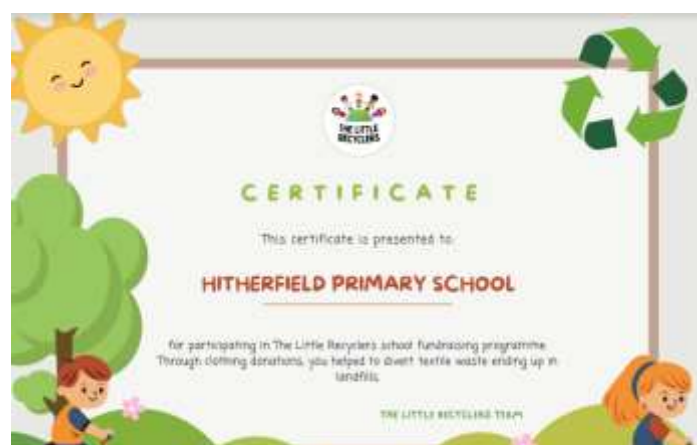 THE LITTLE
RECYCLERS
CERTIFICATE
This certificate is presented to:
HITHERFIELD PRIMARY SCHOOL
for participating in The Little Recyclers school fundraising programme.
Through clothing donations, you helped to divert textile waste ending up in
landfills.
THE LITTLE RECYCLERS TEAM